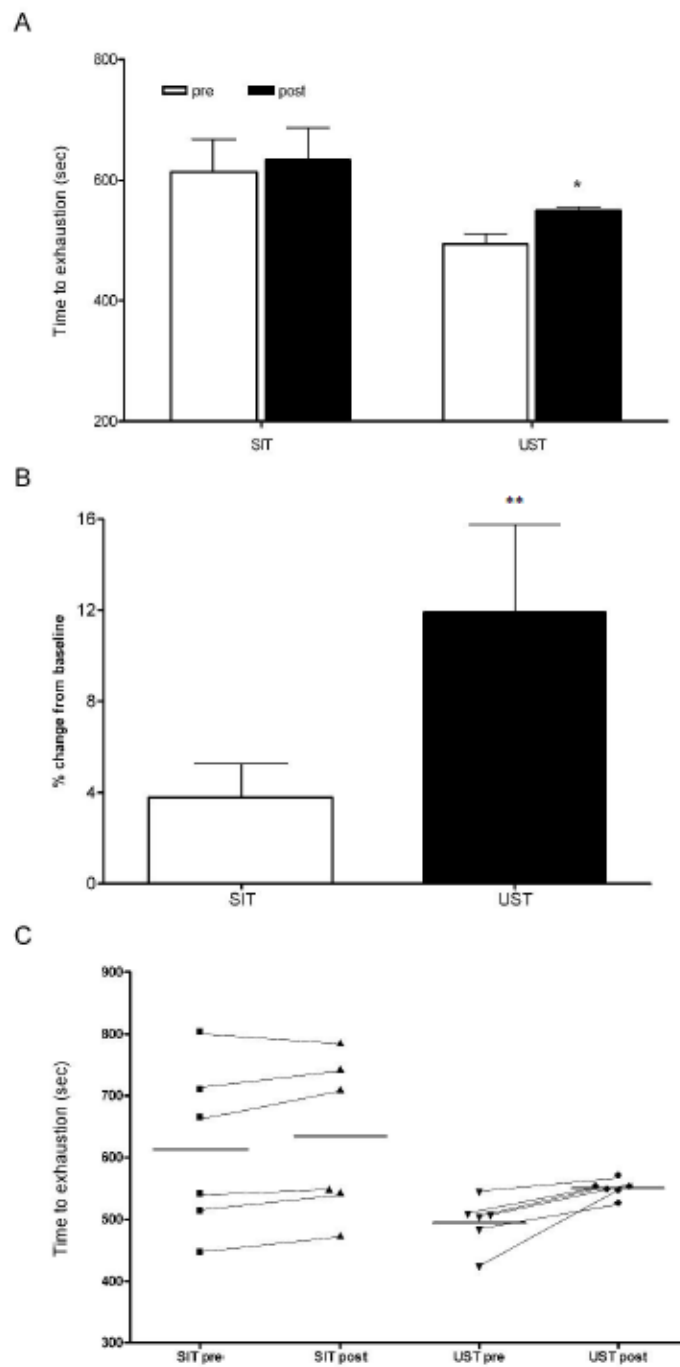 A
800
pre
post
600
*
400
200
Time to exhaustion (sec)
SIT
UST
B
**
16
12
8
4
0
% change from baseline
SIT
UST
C
900
800
700
600
500
400
300
Time to exhaustion (sec)
SIT pre
SIT post
UST pre
UST post